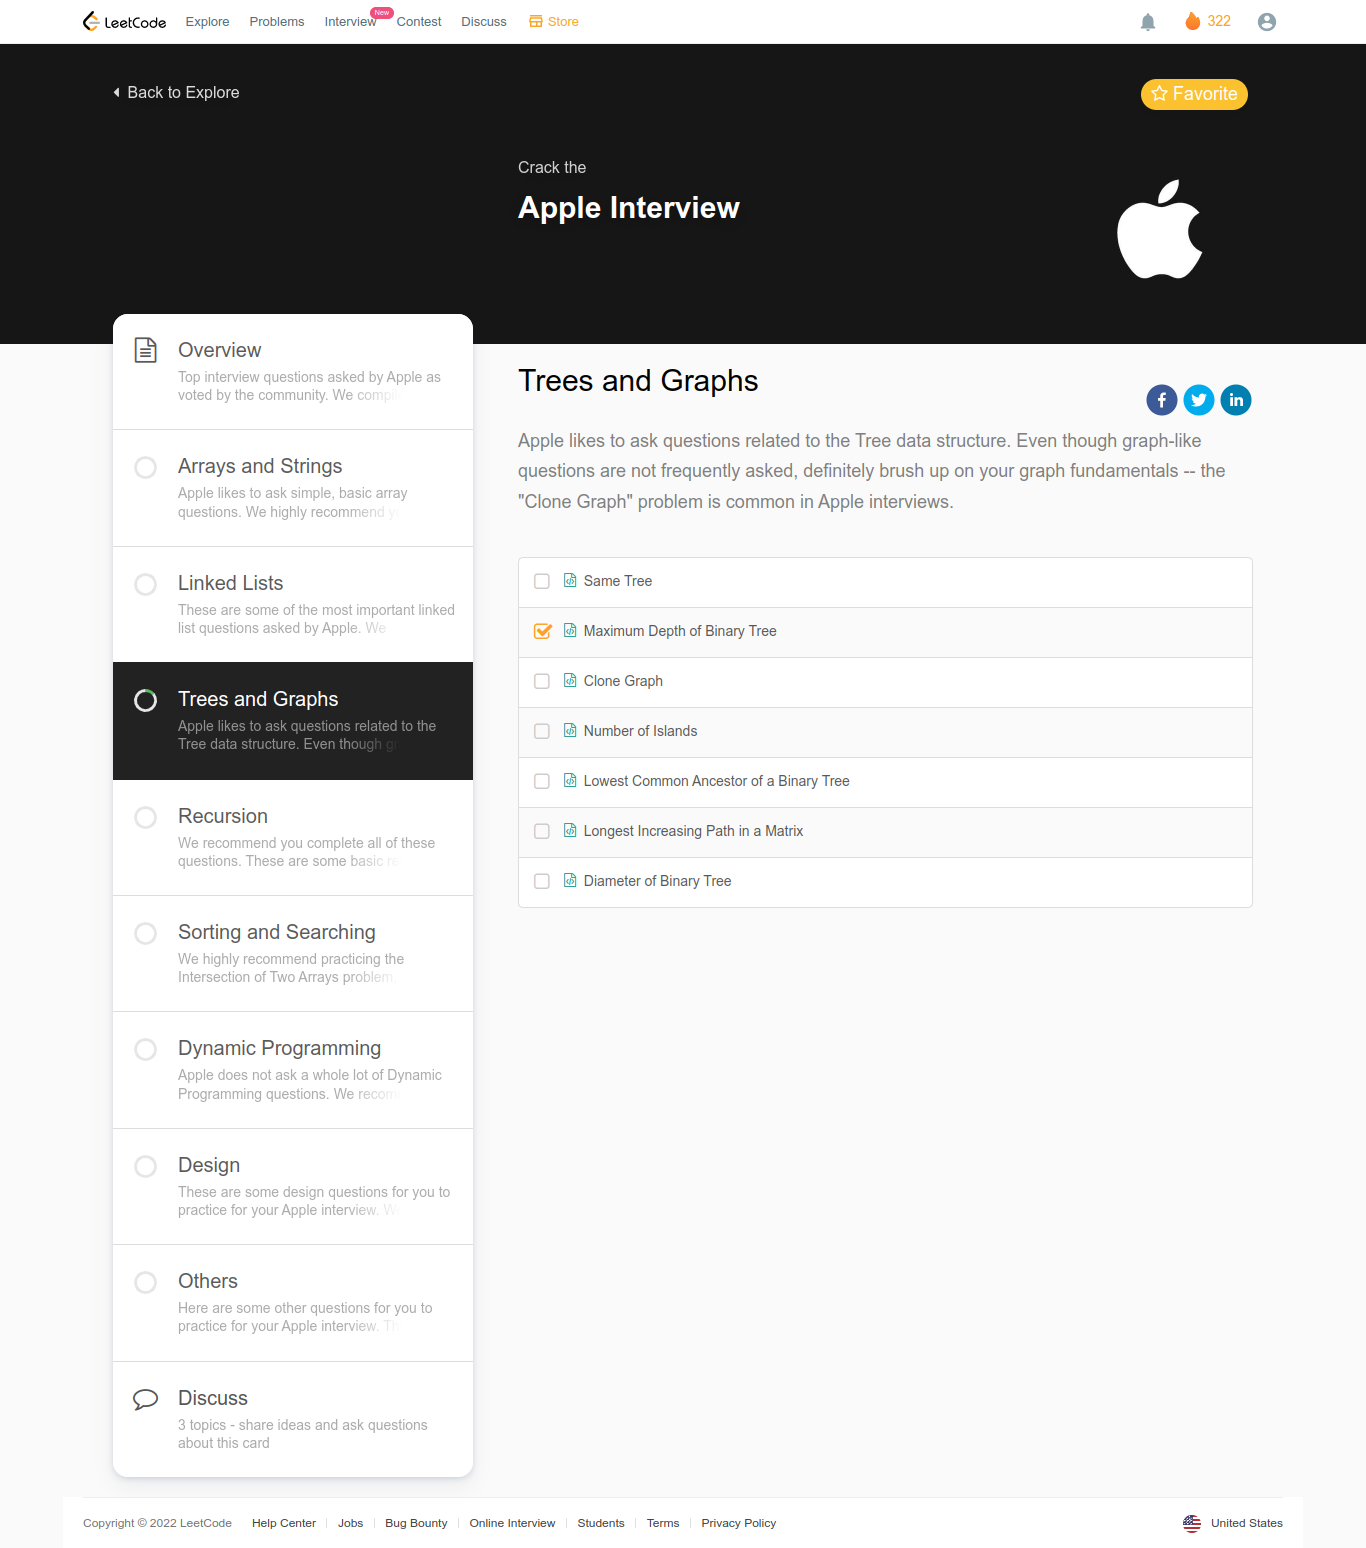 LeetCode Explore Problems Interview New Contest Discuss Store 322
Back to Explore
Favorite
Crack the
Apple Interview
Overview
Top interview questions asked by Apple as
voted by the community. We
Arrays and Strings
Apple likes to ask simple, basic array
questions. We highly recommend
Linked Lists
These are some of the most important linked
list questions asked by Apple. We
Trees and Graphs
Apple likes to ask questions related to the
Tree data structure. Even though
Recursion
We recommend you complete all of these
questions. These are some basic
Sorting and Searching
We highly recommend practicing the
Intersection of Two Arrays problem.
Dynamic Programming
Apple does not ask a whole lot of Dynamic
Programming questions. We
Design
These are some design questions for you to
practice for your Apple interview.
Others
Here are some other questions for you to
practice for your Apple interview.
Discuss
3 topics - share ideas and ask questions
about this card
Trees and Graphs
f in
Apple likes to ask questions related to the Tree data structure. Even though graph-like
questions are not frequently asked, definitely brush up on your graph fundamentals -- the
"Clone Graph" problem is common in Apple interviews.
Same Tree
Maximum Depth of Binary Tree
Clone Graph
Number of Islands
Lowest Common Ancestor of a Binary Tree
Longest Increasing Path in a Matrix
Diameter of Binary Tree
Copyright © 2022 LeetCode Help Center Jobs Bug Bounty Online Interview Students Terms Privacy Policy United States